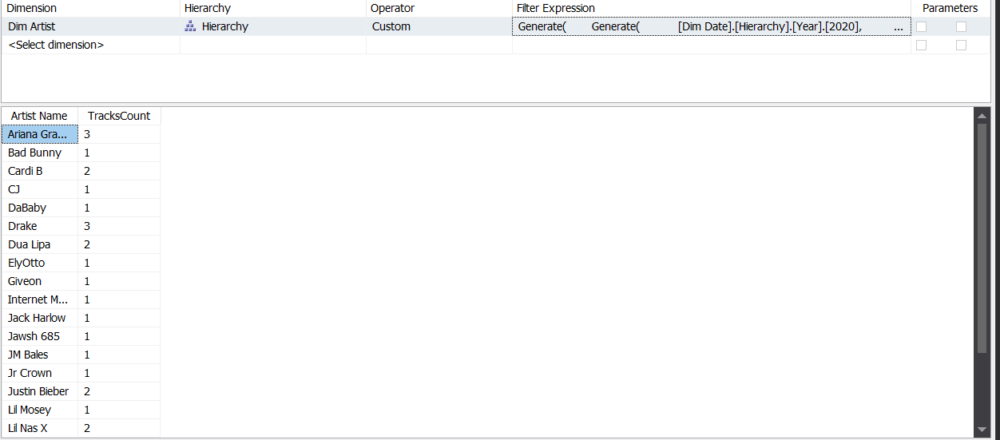 Dimension Hierarchy Operator Filter Expression Parameters
Dim Artist Hierarchy Custom Generate( Generate( [Dim Date].[Hierarchy].[Year].[2020], ...
<Select dimension>
Artist Name TracksCount
Ariana Gra... 3
Bad Bunny 1
Cardi B 2
CJ 1
DaBaby 1
Drake 3
Dua Lipa 2
ElyOtto 1
Giveon 1
Internet M... 1
Jack Harlow 1
Jawsh 685 1
JM Bales 1
Jr Crown 1
Justin Bieber 2
Lil Mosey 1
Lil Nas X 2